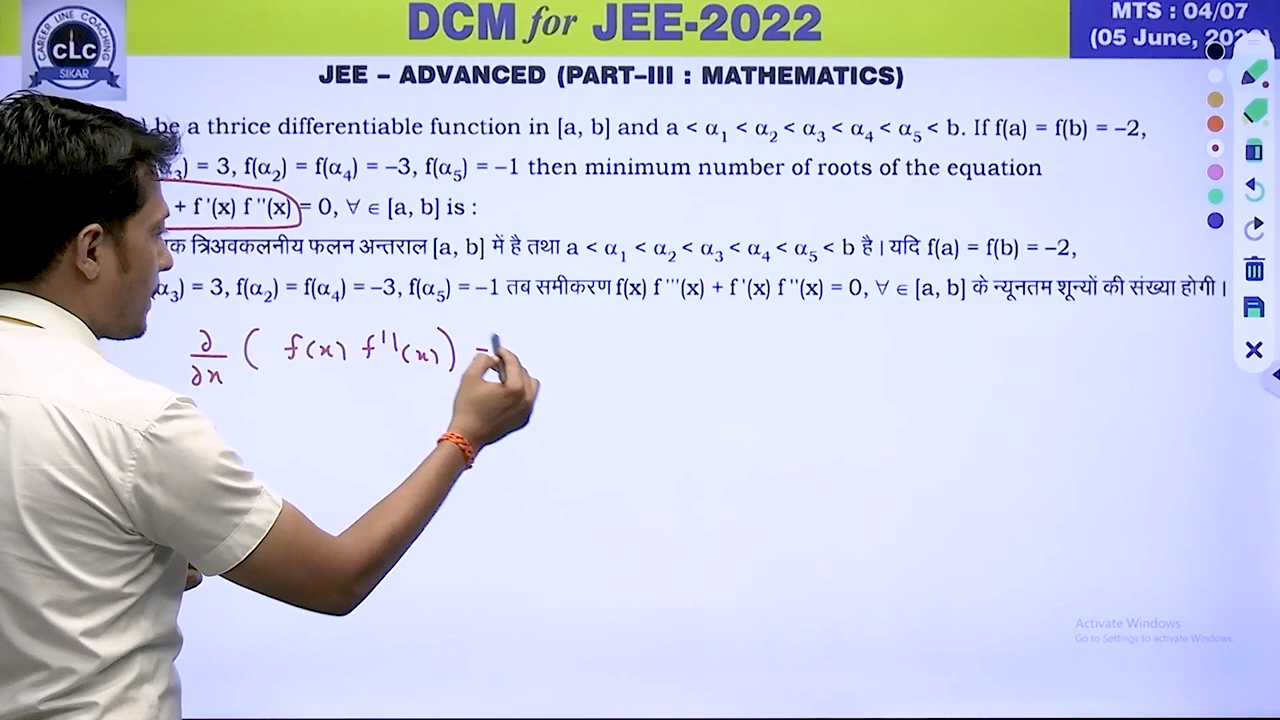 DCM for JEE-2022
MTS : 04/07
(05 June, 202
CAREER LINE COACHING
CLC
SIKAR
JEE – ADVANCED (PART–III : MATHEMATICS)
be a thrice differentiable function in [a, b] and a < α₁ < α₂ < α₃ < α₄ < α₅ < b. If f(a) = f(b) = –2,
α₃) = 3, f(α₂) = f(α₄) = –3, f(α₅) = –1 then minimum number of roots of the equation
+ f '(x) f ''(x) = 0, ∀ ∈ [a, b] is :
क त्रिअवकलनीय फलन अन्तराल [a, b] में है तथा a < α₁ < α₂ < α₃ < α₄ < α₅ < b है। यदि f(a) = f(b) = –2,
α₃) = 3, f(α₂) = f(α₄) = –3, f(α₅) = –1 तब समीकरण f(x) f '''(x) + f '(x) f ''(x) = 0, ∀ ∈ [a, b] के न्यूनतम शून्यों की संख्या होगी।
∂/∂x ( f(x) f''(x) )
Activate Windows
Go to Settings to activate Windows.